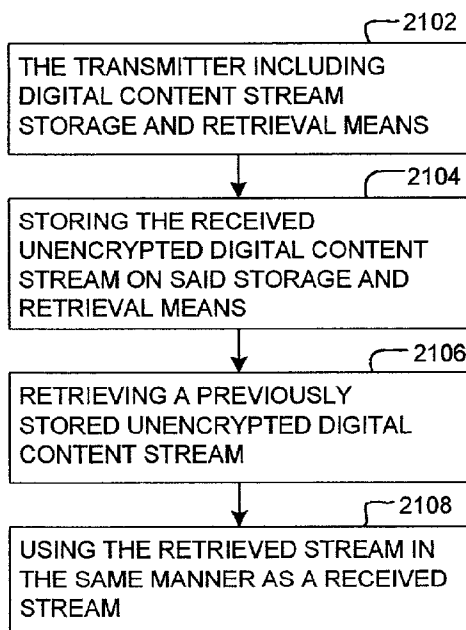 2102
THE TRANSMITTER INCLUDING
DIGITAL CONTENT STREAM
STORAGE AND RETRIEVAL MEANS
2104
STORING THE RECEIVED
UNENCRYPTED DIGITAL CONTENT
STREAM ON SAID STORAGE AND
RETRIEVAL MEANS
2106
RETRIEVING A PREVIOUSLY
STORED UNENCRYPTED DIGITAL
CONTENT STREAM
2108
USING THE RETRIEVED STREAM IN
THE SAME MANNER AS A RECEIVED
STREAM